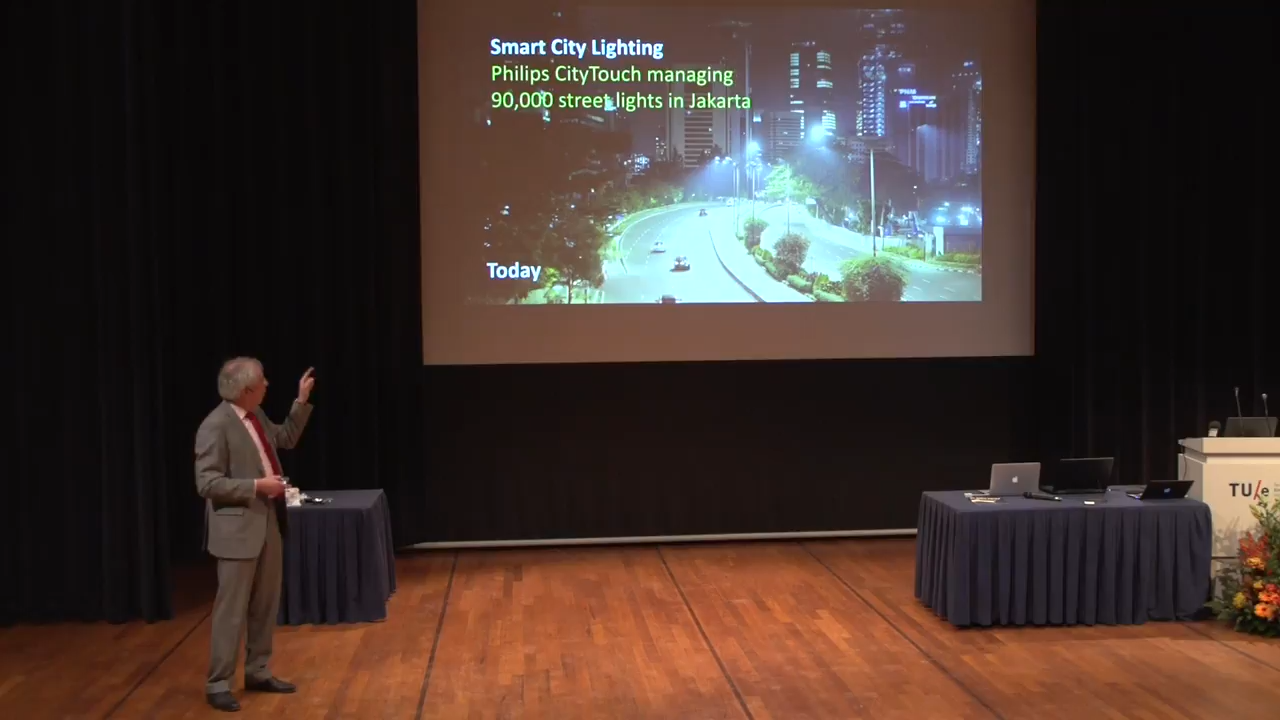 Smart City Lighting
Philips CityTouch managing
90,000 street lights in Jakarta
Today
TU/e